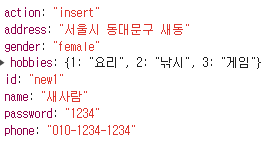 action: "insert"
address: "서울시 동대문구 새동"
gender: "female"
▶ hobbies: {1: "요리", 2: "낚시", 3: "게임"}
id: "new1"
name: "새사람"
password: "1234"
phone: "010-1234-1234"